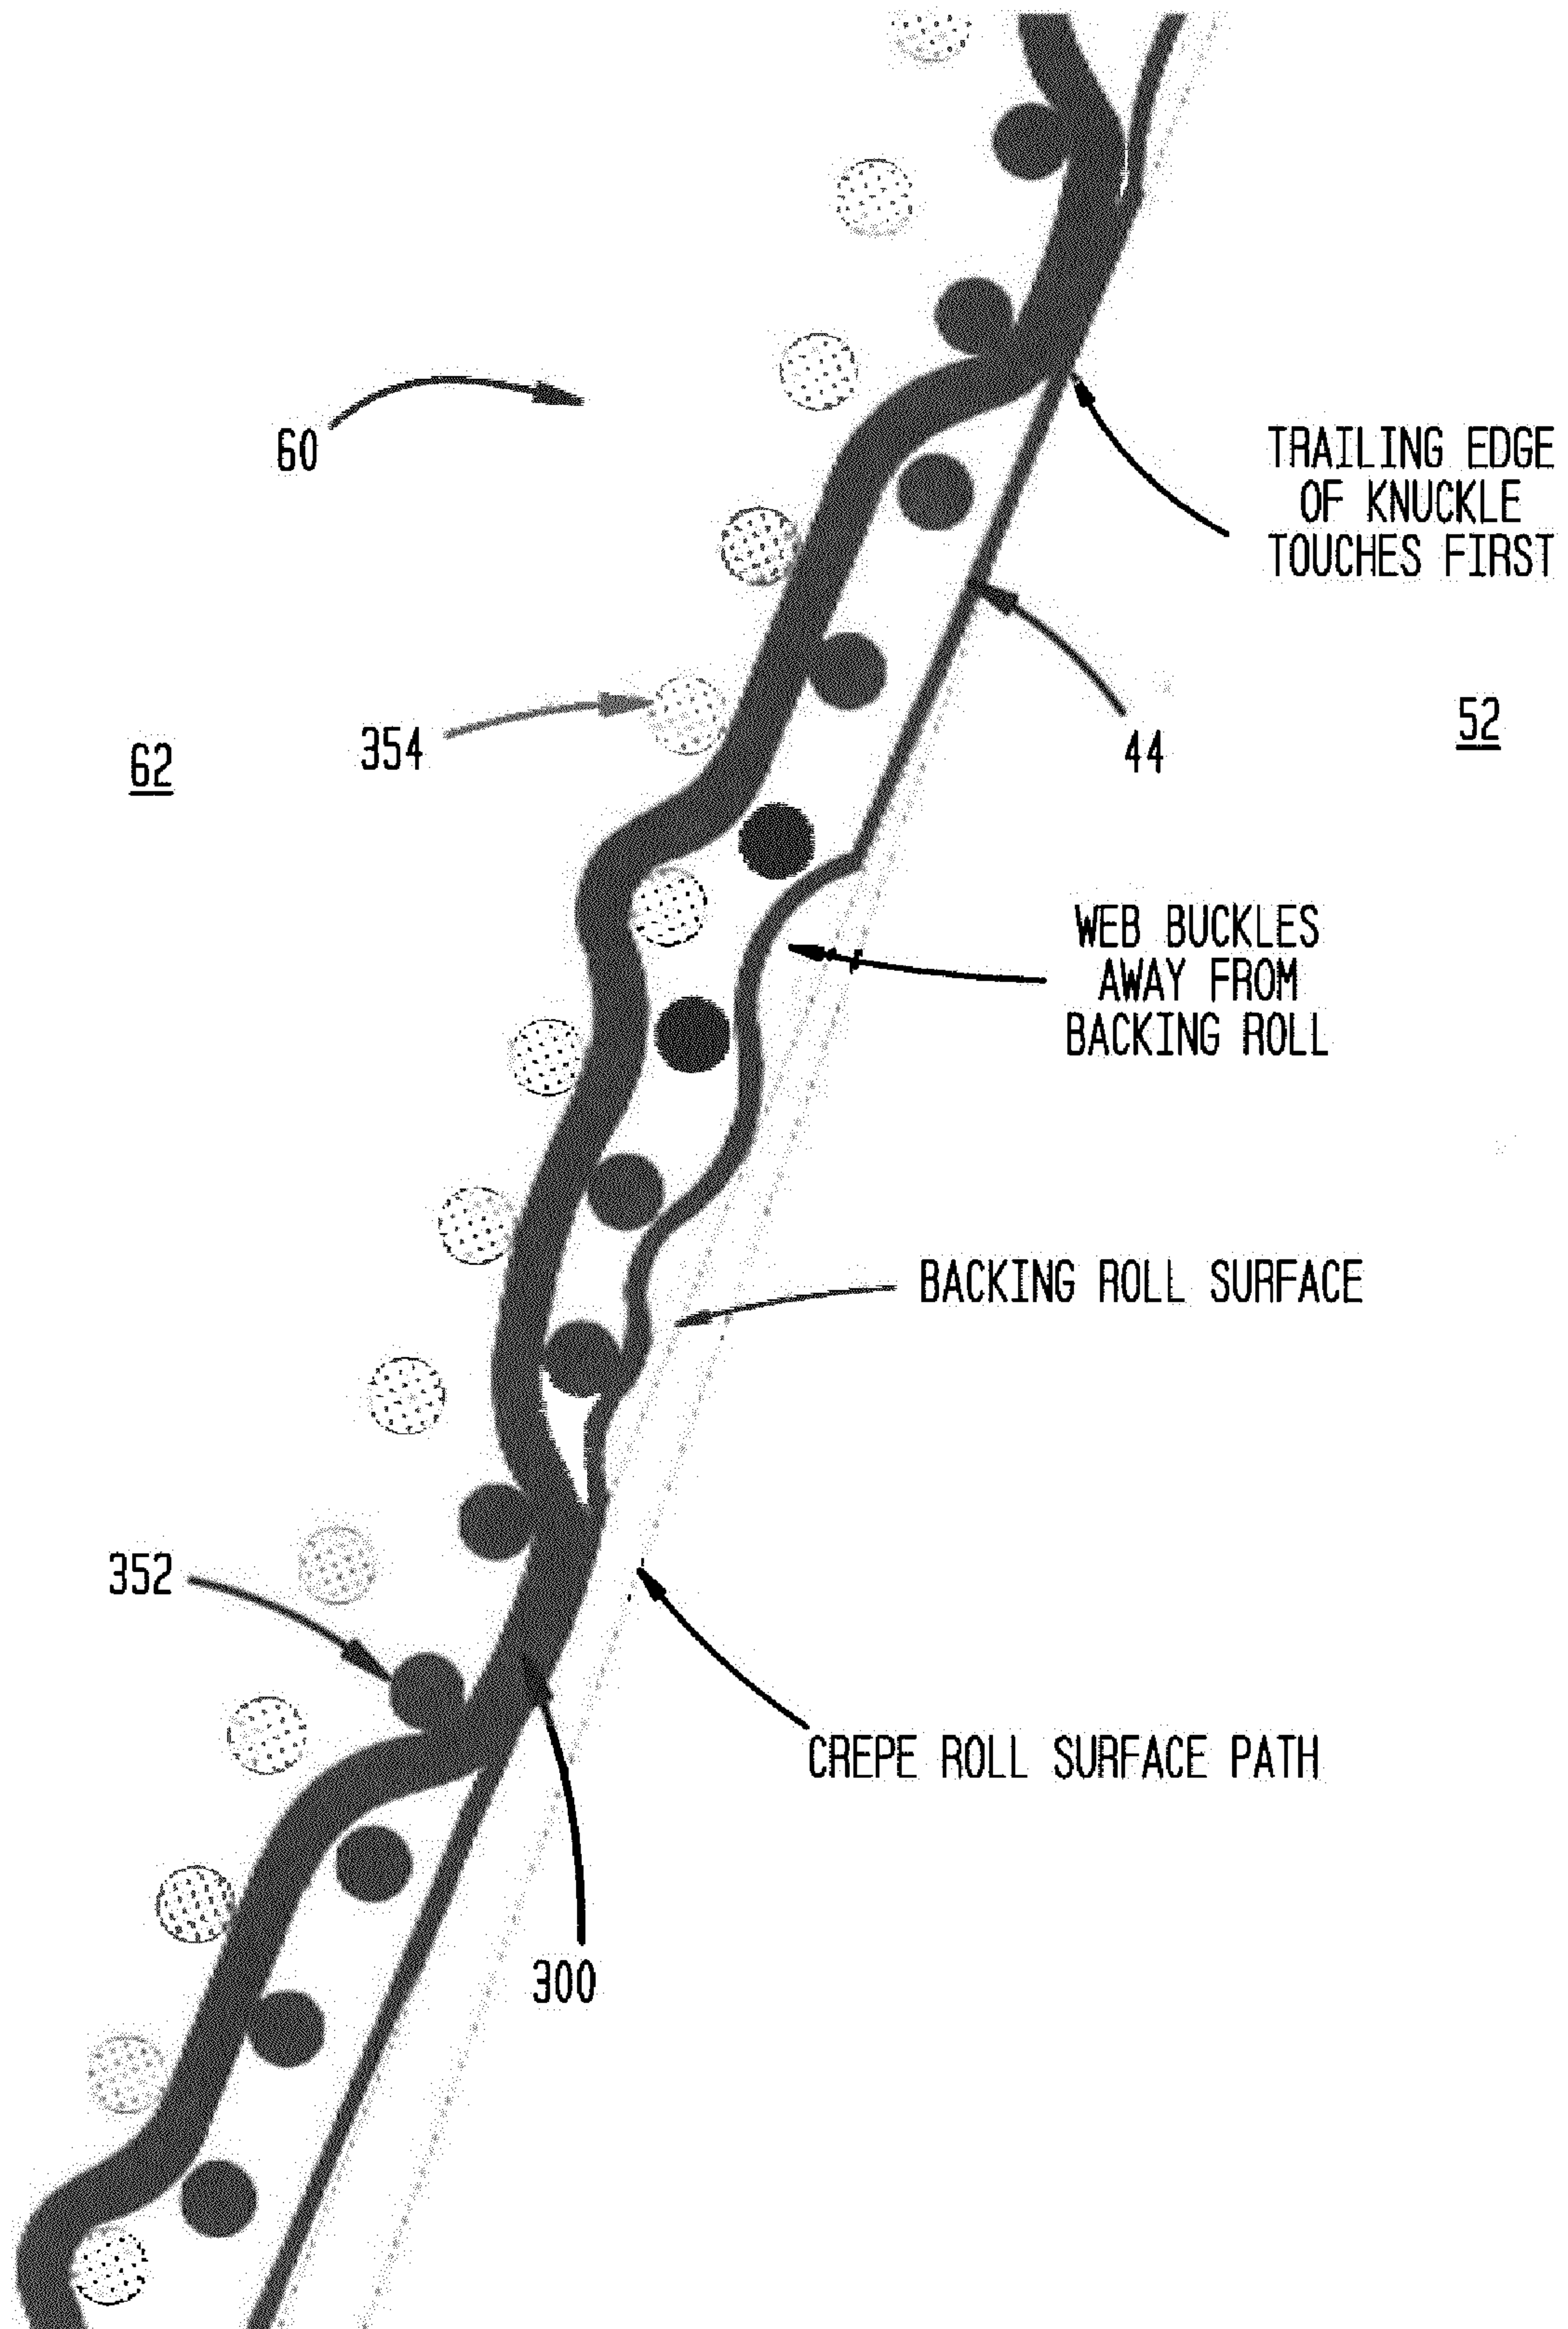 60
TRAILING EDGE
OF KNUCKLE
TOUCHES FIRST
354
62
44
52
WEB BUCKLES
AWAY FROM
BACKING ROLL
BACKING ROLL SURFACE
352
CREPE ROLL SURFACE PATH
300